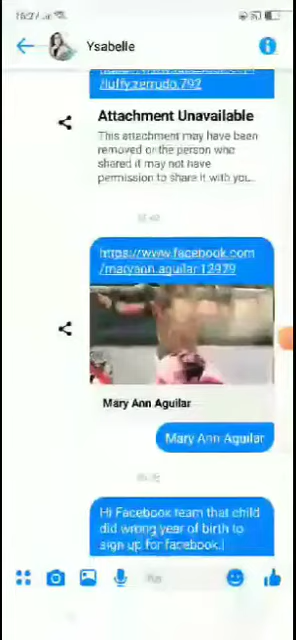 Ysabelle
/luffy.zerrudo.792
Attachment Unavailable
This attachment may have been
removed or the person who
shared it may not have
permission to share it with you...
https://www.facebook.com
/maryann.aguilar.12979
Mary Ann Aguilar
Mary Ann Aguilar
Hi Facebook team that child
did wrong year of birth to
sign up for facebook.